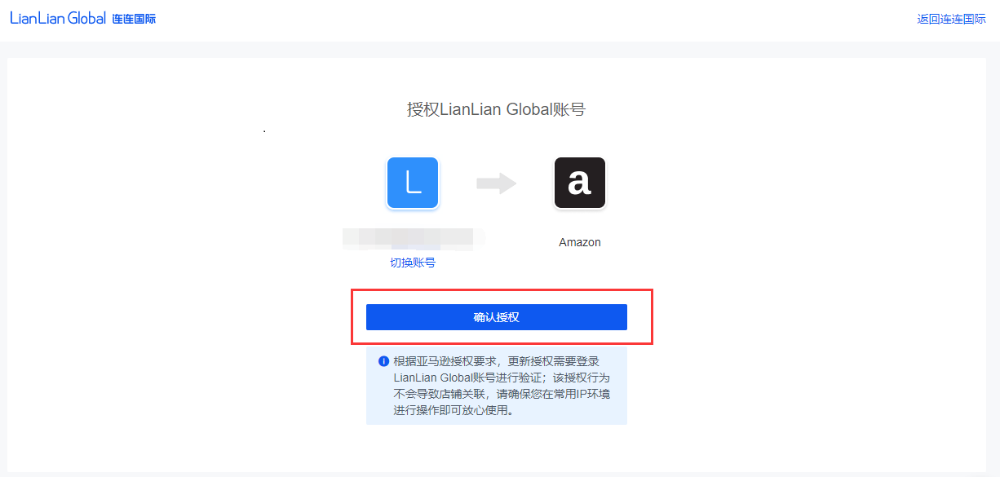 LianLian Global 连连国际
返回连连国际
授权LianLian Global账号
L
a
Amazon
切换账号
确认授权
根据亚马逊授权要求，更新授权需要登录
LianLian Global账号进行验证；该授权行为
不会导致店铺关联，请确保您在常用IP环境
进行操作即可放心使用。